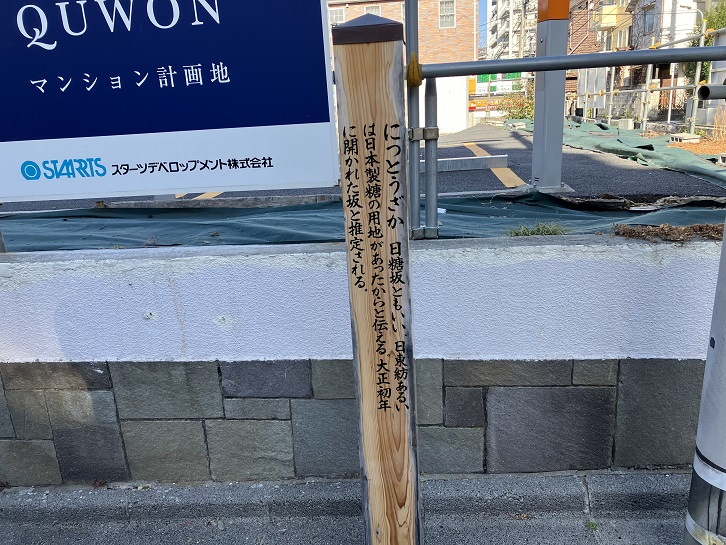 QUWON
マンション計画地
STARTS スターツデベロップメント株式会社
にっとうざか 日糖坂ともいい、日東紡あるい
は日本製糖の用地があったからと伝える。大正初年
に開かれた坂と推定される。